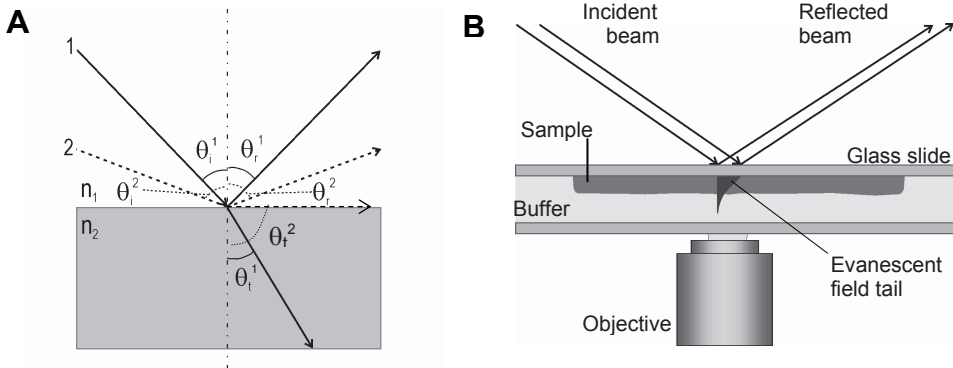 A
1
2
θi1
θr1
n1
θi2
θr2
n2
θt2
θt1
B
Incident
beam
Reflected
beam
Sample
Glass slide
Buffer
Evanescent
field tail
Objective